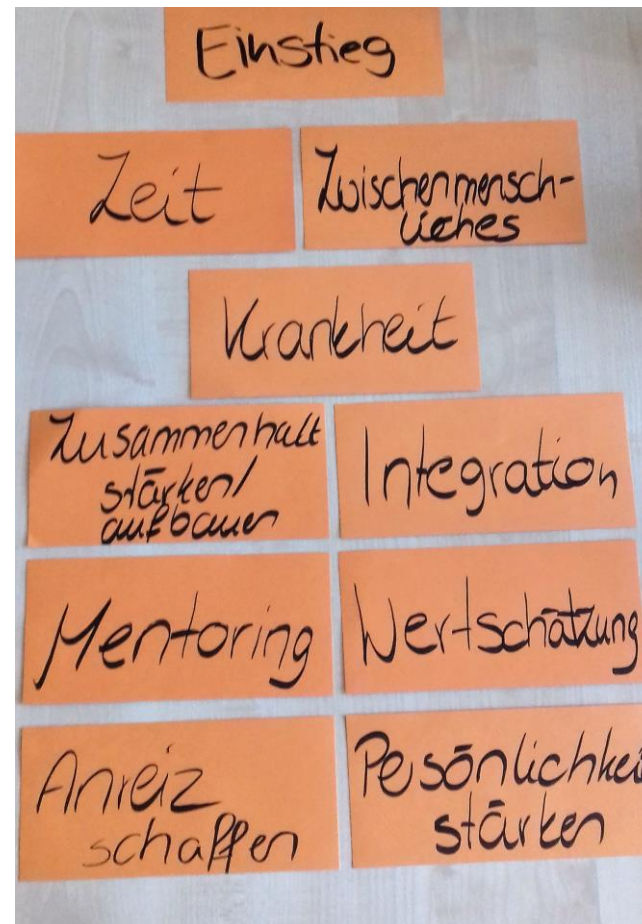 Einstieg
Zeit
Zwischenmensch-
liches
Krankheit
Zusammenhalt
stärken/
aufbauen
Integration
Mentoring
Wertschätzung
Anreiz
schaffen
Pesönlichkei
stärken